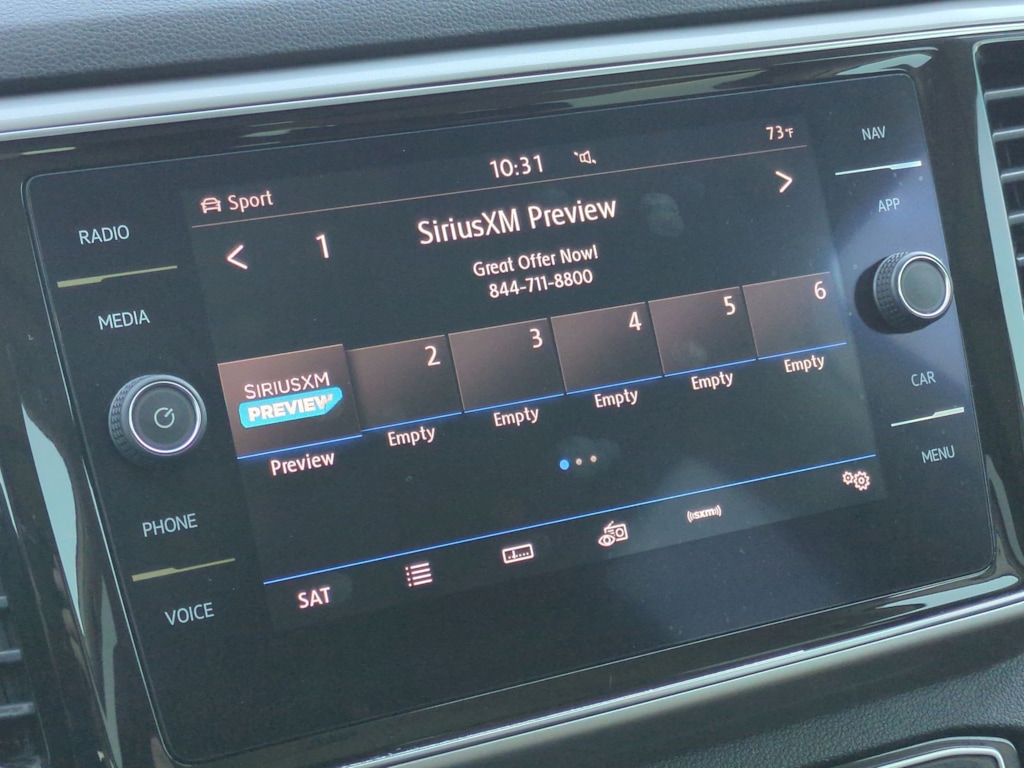 RADIO
MEDIA
PHONE
VOICE
Sport
10:31
73°F
1
SiriusXM Preview
Great Offer Now!
844-711-8800
SIRIUSXM
PREVIEW
2
3
4
5
6
Preview
Empty
Empty
Empty
Empty
Empty
SAT
((sxm))
NAV
APP
CAR
MENU